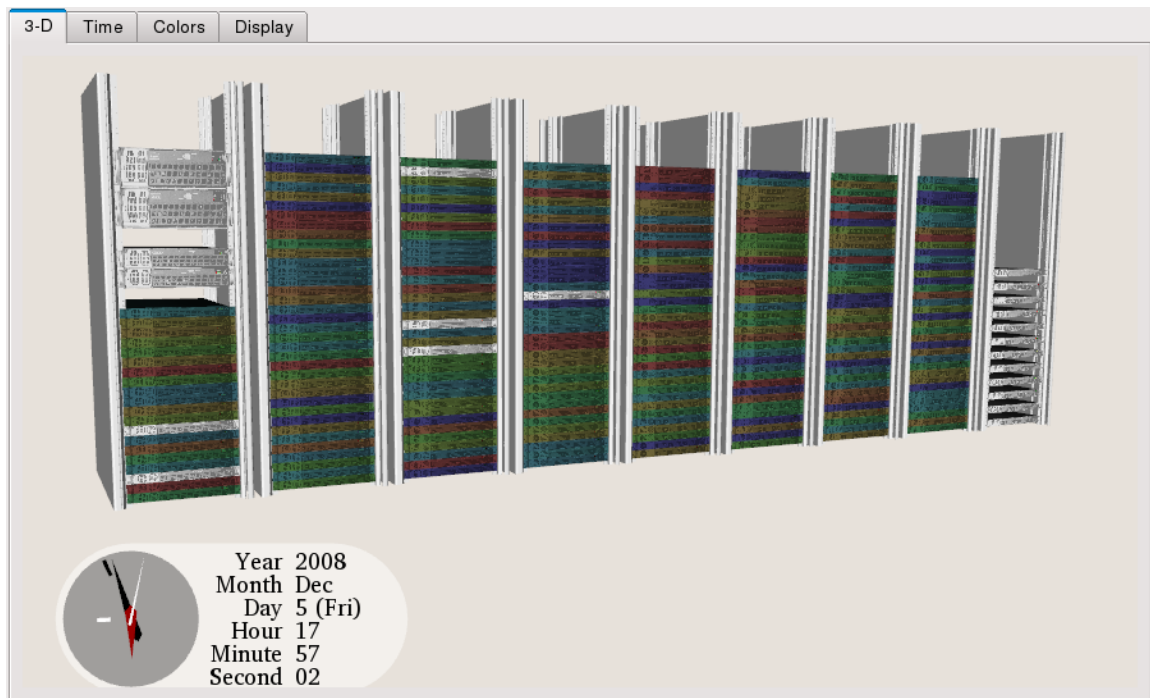 3-D Time Colors Display
Year 2008
Month Dec
Day 5 (Fri)
Hour 17
Minute 57
Second 02